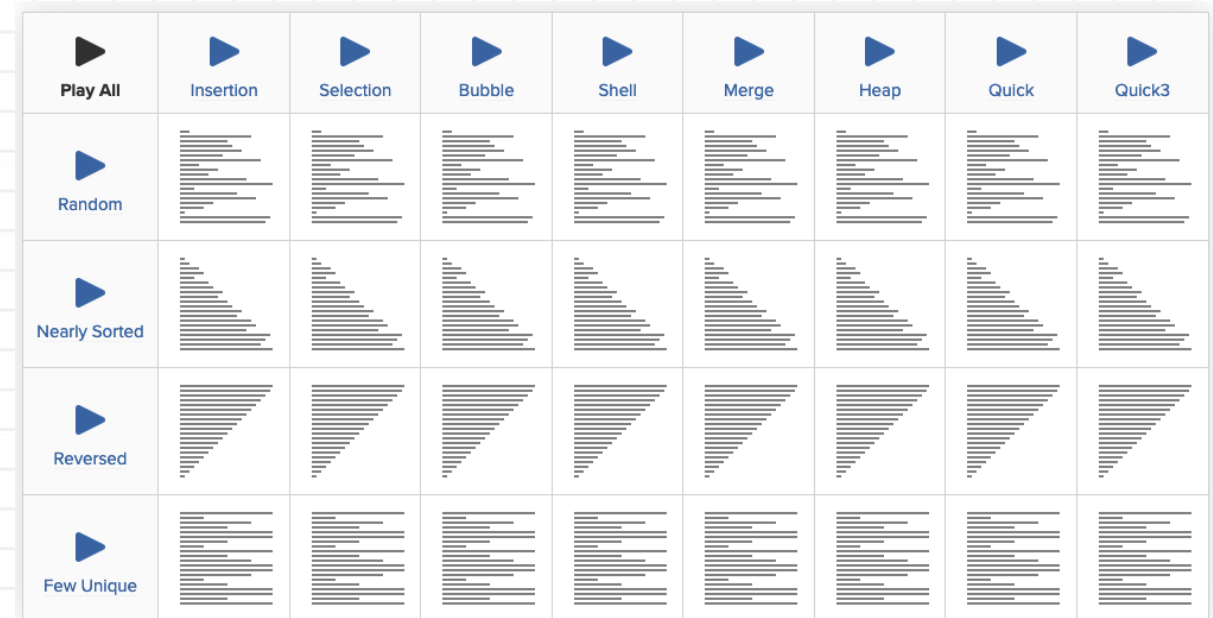 Play All
Insertion
Selection
Bubble
Shell
Merge
Heap
Quick
Quick3
Random
Nearly Sorted
Reversed
Few Unique